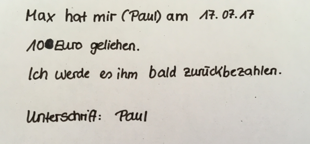 Max hat mir (Paul) am 17.07.17
10 Euro geliehen.
Ich werde es ihm bald zurückbezahlen.
Unterschrift: Paul